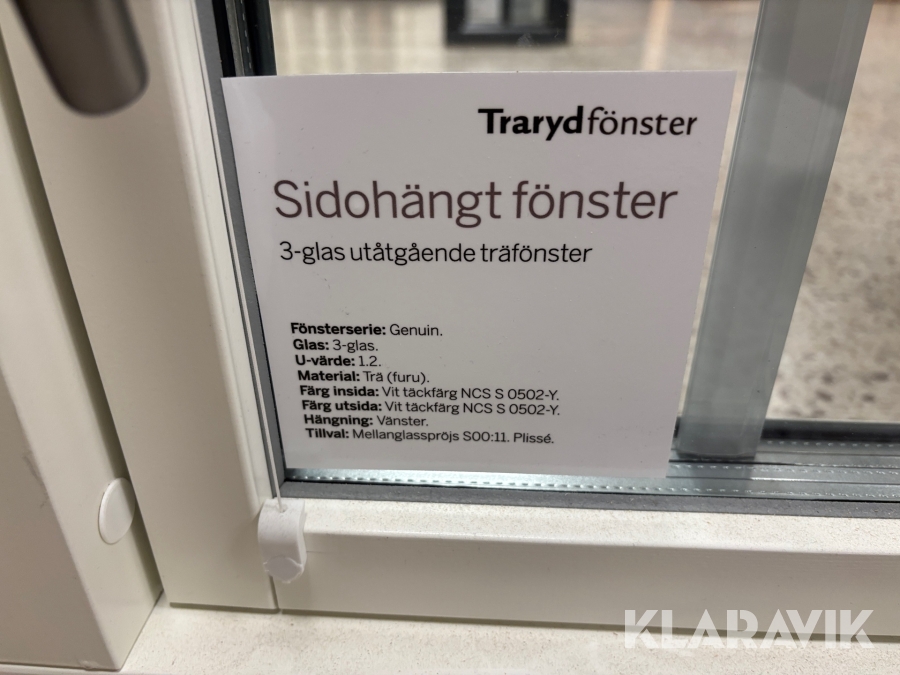 Trarydfönster
Sidohängt fönster
3-glas utåtgående träfönster
Fönsterserie: Genuin.
Glas: 3-glas.
U-värde: 1.2.
Material: Trä (furu).
Färg insida: Vit täckfärg NCS S 0502-Y.
Färg utsida: Vit täckfärg NCS S 0502-Y.
Hängning: Vänster.
Tillval: Mellanglasspröjs S00:11. Plissé.
KLARAVIK